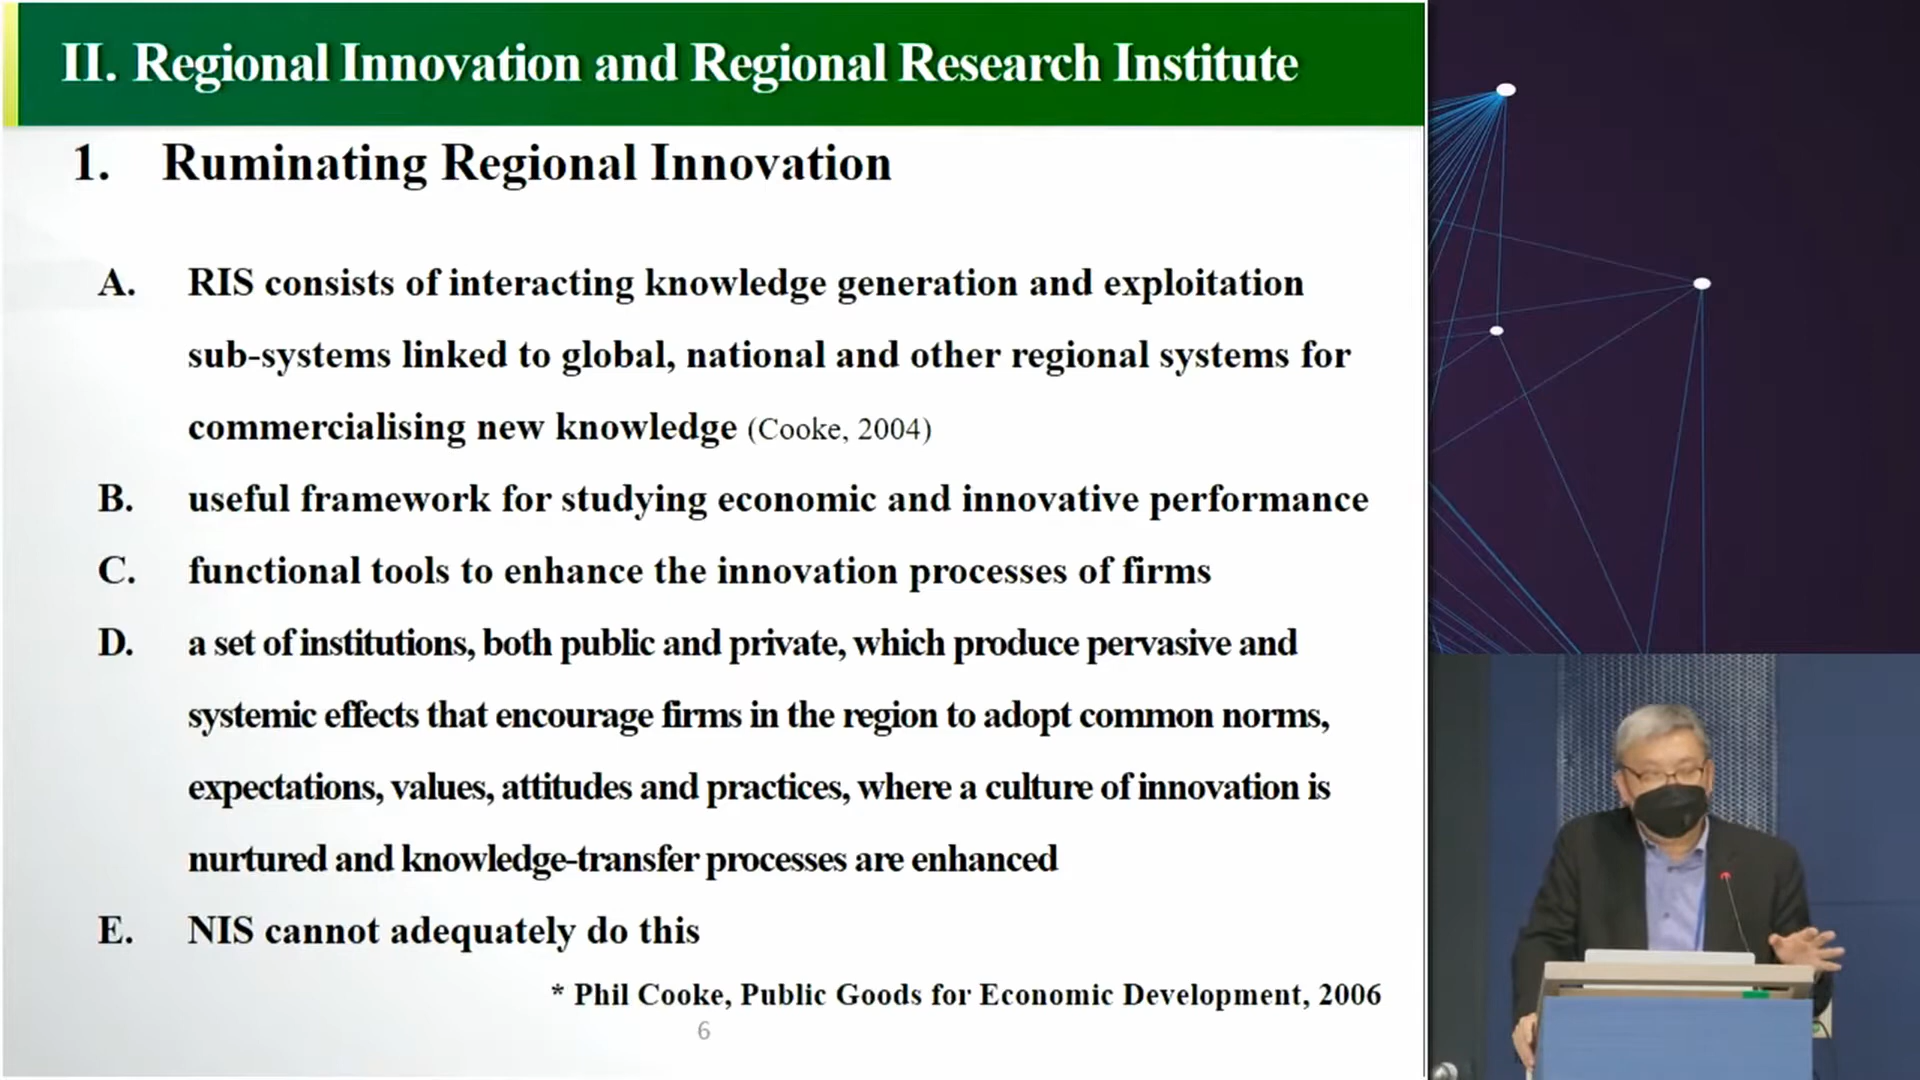 II. Regional Innovation and Regional Research Institute
1. Ruminating Regional Innovation
A. RIS consists of interacting knowledge generation and exploitation
sub-systems linked to global, national and other regional systems for
commercialising new knowledge (Cooke, 2004)
B. useful framework for studying economic and innovative performance
C. functional tools to enhance the innovation processes of firms
D. a set of institutions, both public and private, which produce pervasive and
systemic effects that encourage firms in the region to adopt common norms,
expectations, values, attitudes and practices, where a culture of innovation is
nurtured and knowledge-transfer processes are enhanced
E. NIS cannot adequately do this
* Phil Cooke, Public Goods for Economic Development, 2006
6